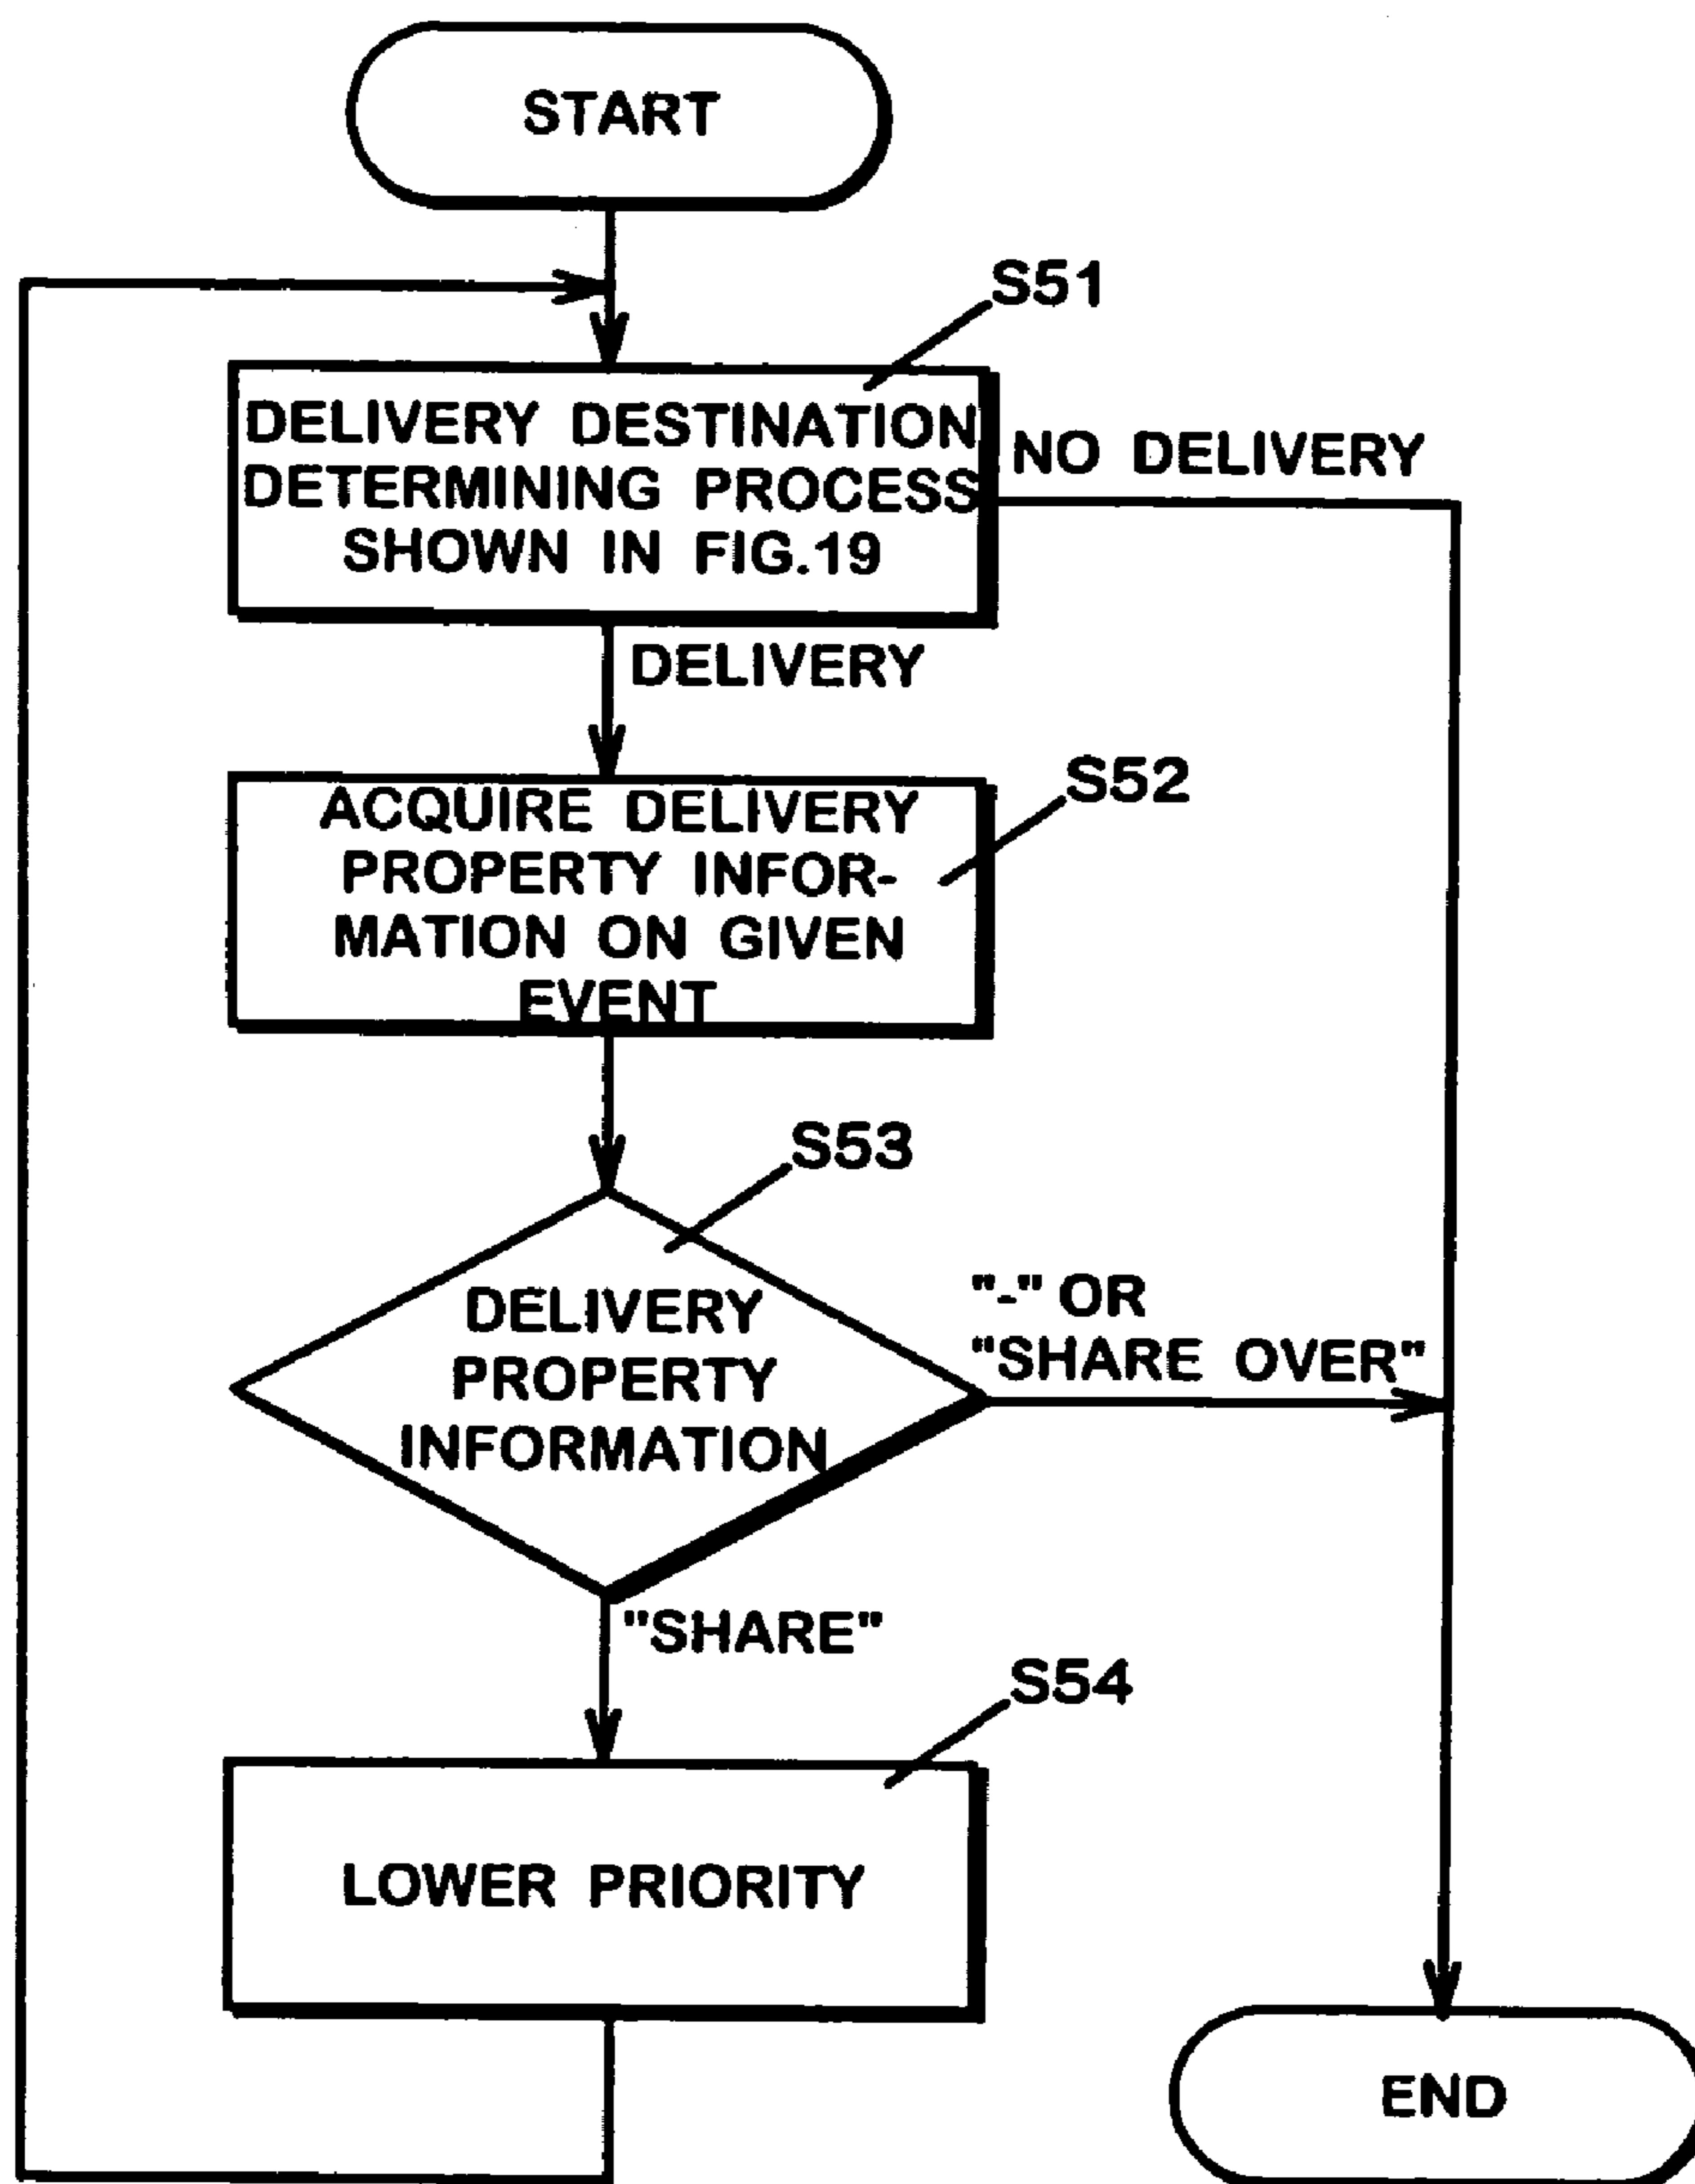 START
S51
DELIVERY DESTINATION
DETERMINING PROCESS
SHOWN IN FIG.19
NO DELIVERY
DELIVERY
S52
ACQUIRE DELIVERY
PROPERTY INFOR-
MATION ON GIVEN
EVENT
S53
DELIVERY
PROPERTY
INFORMATION
"-" OR
"SHARE OVER"
"SHARE"
S54
LOWER PRIORITY
END